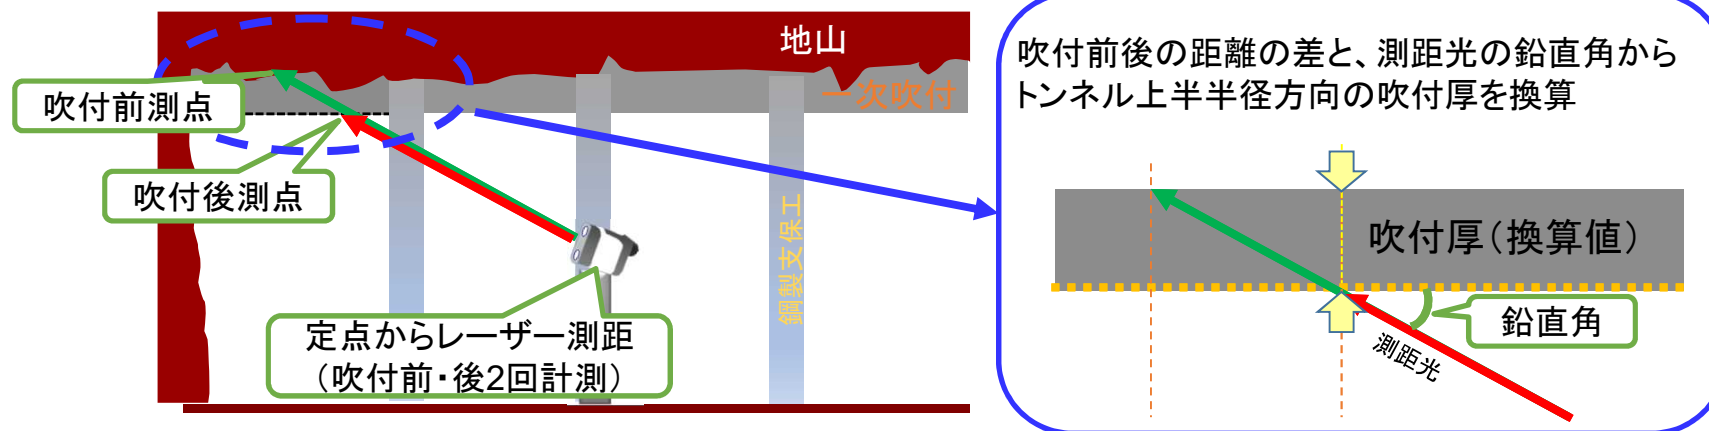 地山
一次吹付
吹付前測点
吹付後測点
鋼製支保工
定点からレーザー測距
（吹付前・後2回計測）
吹付前後の距離の差と、測距光の鉛直角から
トンネル上半半径方向の吹付厚を換算
吹付厚（換算値）
鉛直角
測距光